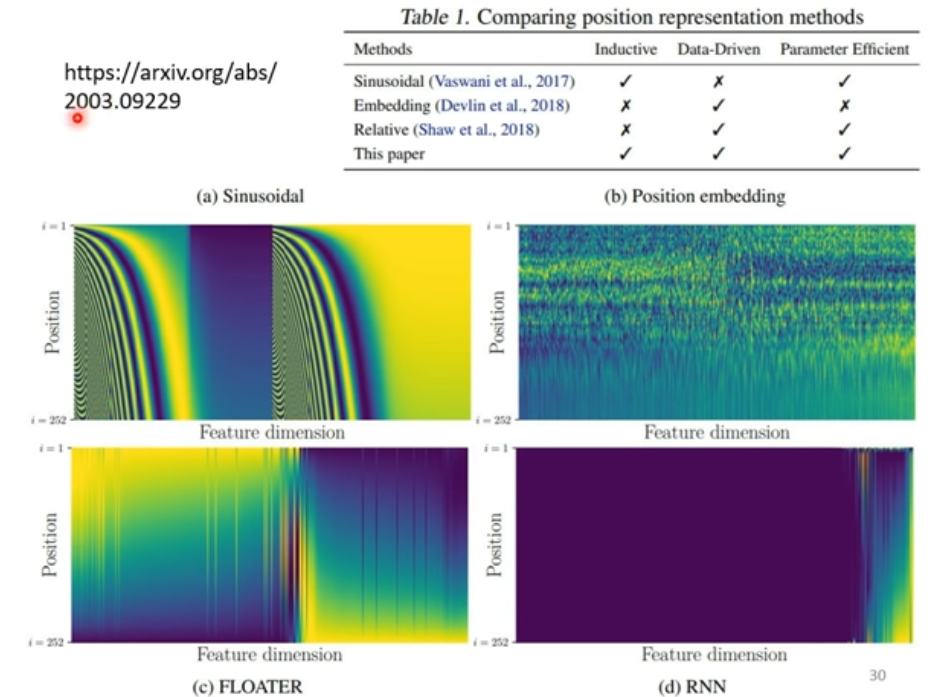 https://arxiv.org/abs/
2003.09229
Table 1. Comparing position representation methods
Methods Inductive Data-Driven Parameter Efficient
Sinusoidal (Vaswani et al., 2017) ✓ ✗ ✓
Embedding (Devlin et al., 2018) ✗ ✓ ✗
Relative (Shaw et al., 2018) ✗ ✓ ✓
This paper ✓ ✓ ✓
(a) Sinusoidal
i = 1
Position
i = 252
Feature dimension
(b) Position embedding
i = 1
Position
i = 252
Feature dimension
i = 1
Position
i = 252
Feature dimension
(c) FLOATER
i = 1
Position
i = 252
Feature dimension
(d) RNN
30